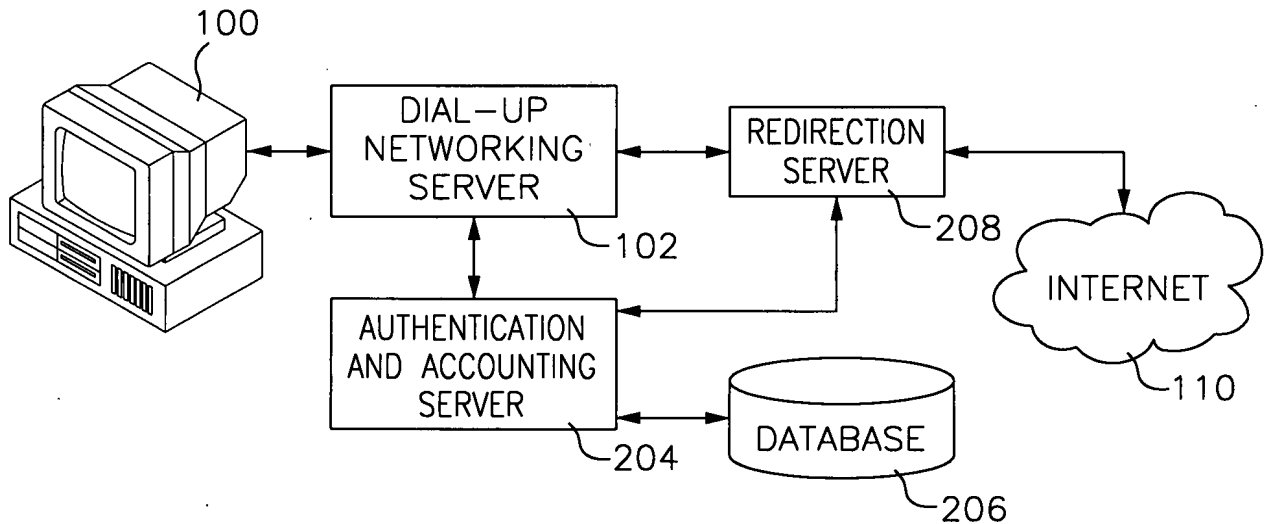 100
DIAL-UP
NETWORKING
SERVER
102
REDIRECTION
SERVER
208
INTERNET
110
AUTHENTICATION
AND ACCOUNTING
SERVER
204
DATABASE
206